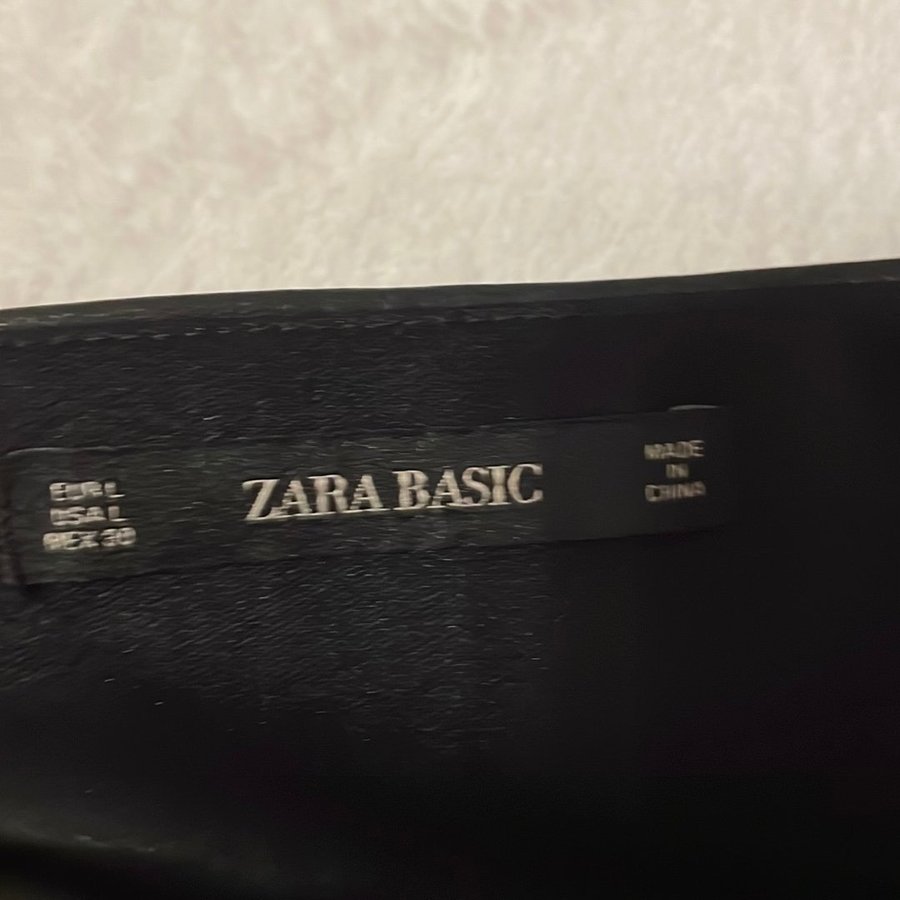 EUR L
USA L
MEX 30
ZARA BASIC
MADE
IN
CHINA